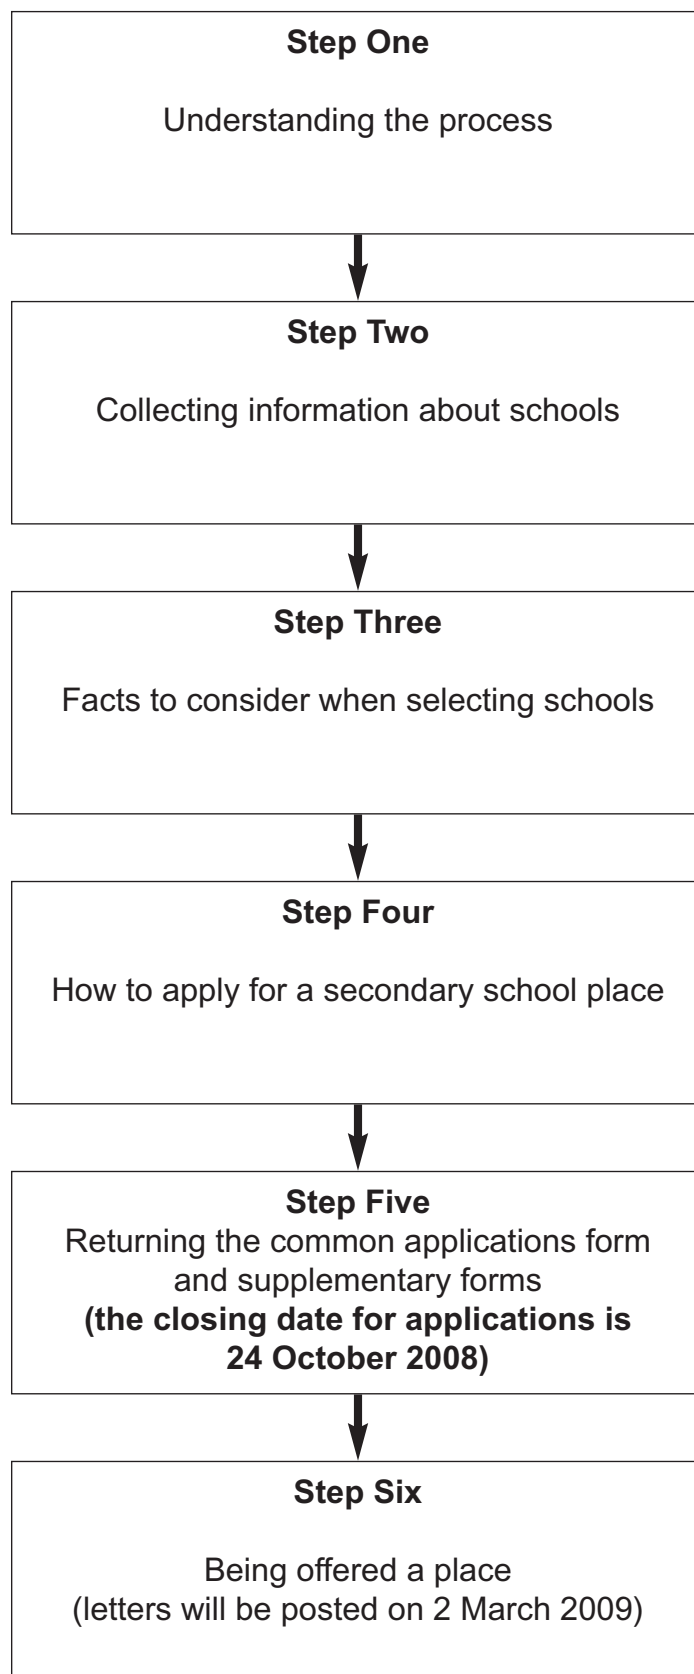 Step One
Understanding the process
Step Two
Collecting information about schools
Step Three
Facts to consider when selecting schools
Step Four
How to apply for a secondary school place
Step Five
Returning the common applications form
and supplementary forms
(the closing date for applications is
24 October 2008)
Step Six
Being offered a place
(letters will be posted on 2 March 2009)